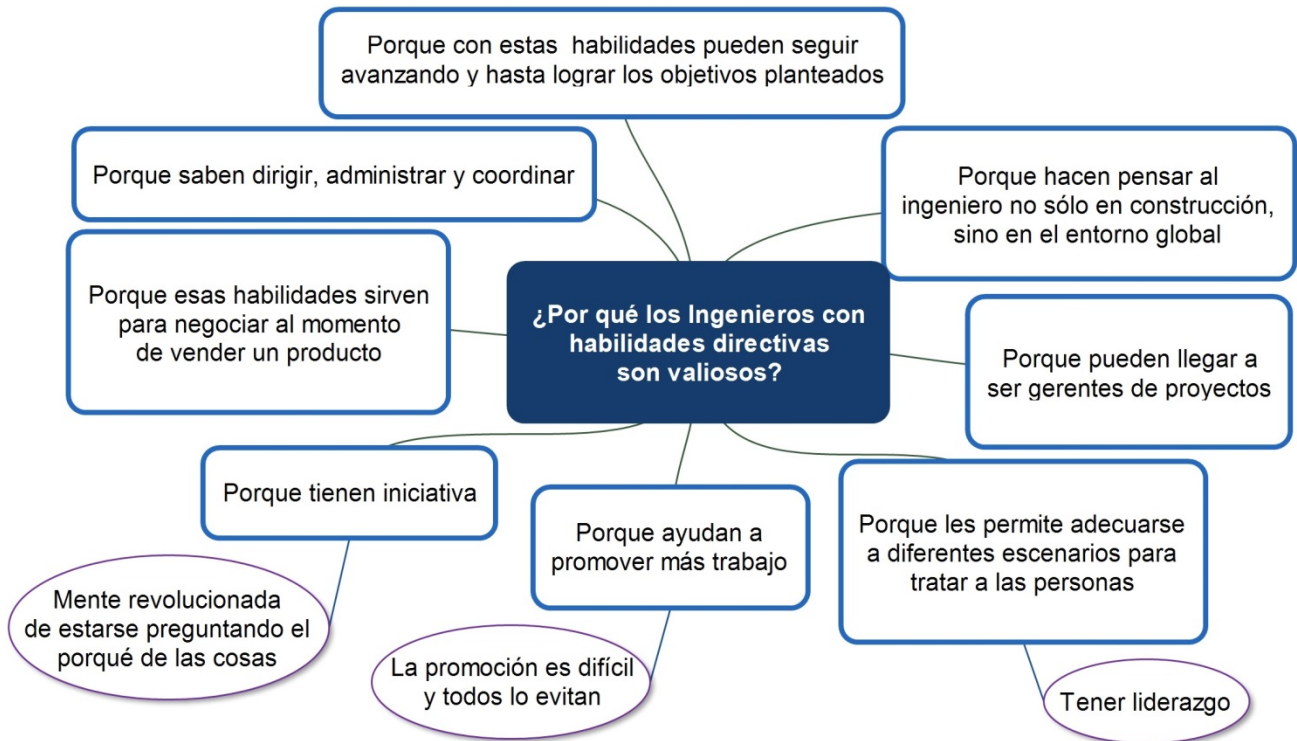 Porque con estas habilidades pueden seguir
avanzando y hasta lograr los objetivos planteados
Porque saben dirigir, administrar y coordinar
Porque hacen pensar al
ingeniero no sólo en construcción,
sino en el entorno global
Porque esas habilidades sirven
para negociar al momento
de vender un producto
¿Por qué los Ingenieros con
habilidades directivas
son valiosos?
Porque pueden llegar a
ser gerentes de proyectos
Porque tienen iniciativa
Porque ayudan a
promover más trabajo
Porque les permite adecuarse
a diferentes escenarios para
tratar a las personas
Mente revolucionada
de estarse preguntando el
porqué de las cosas
La promoción es difícil
y todos lo evitan
Tener liderazgo